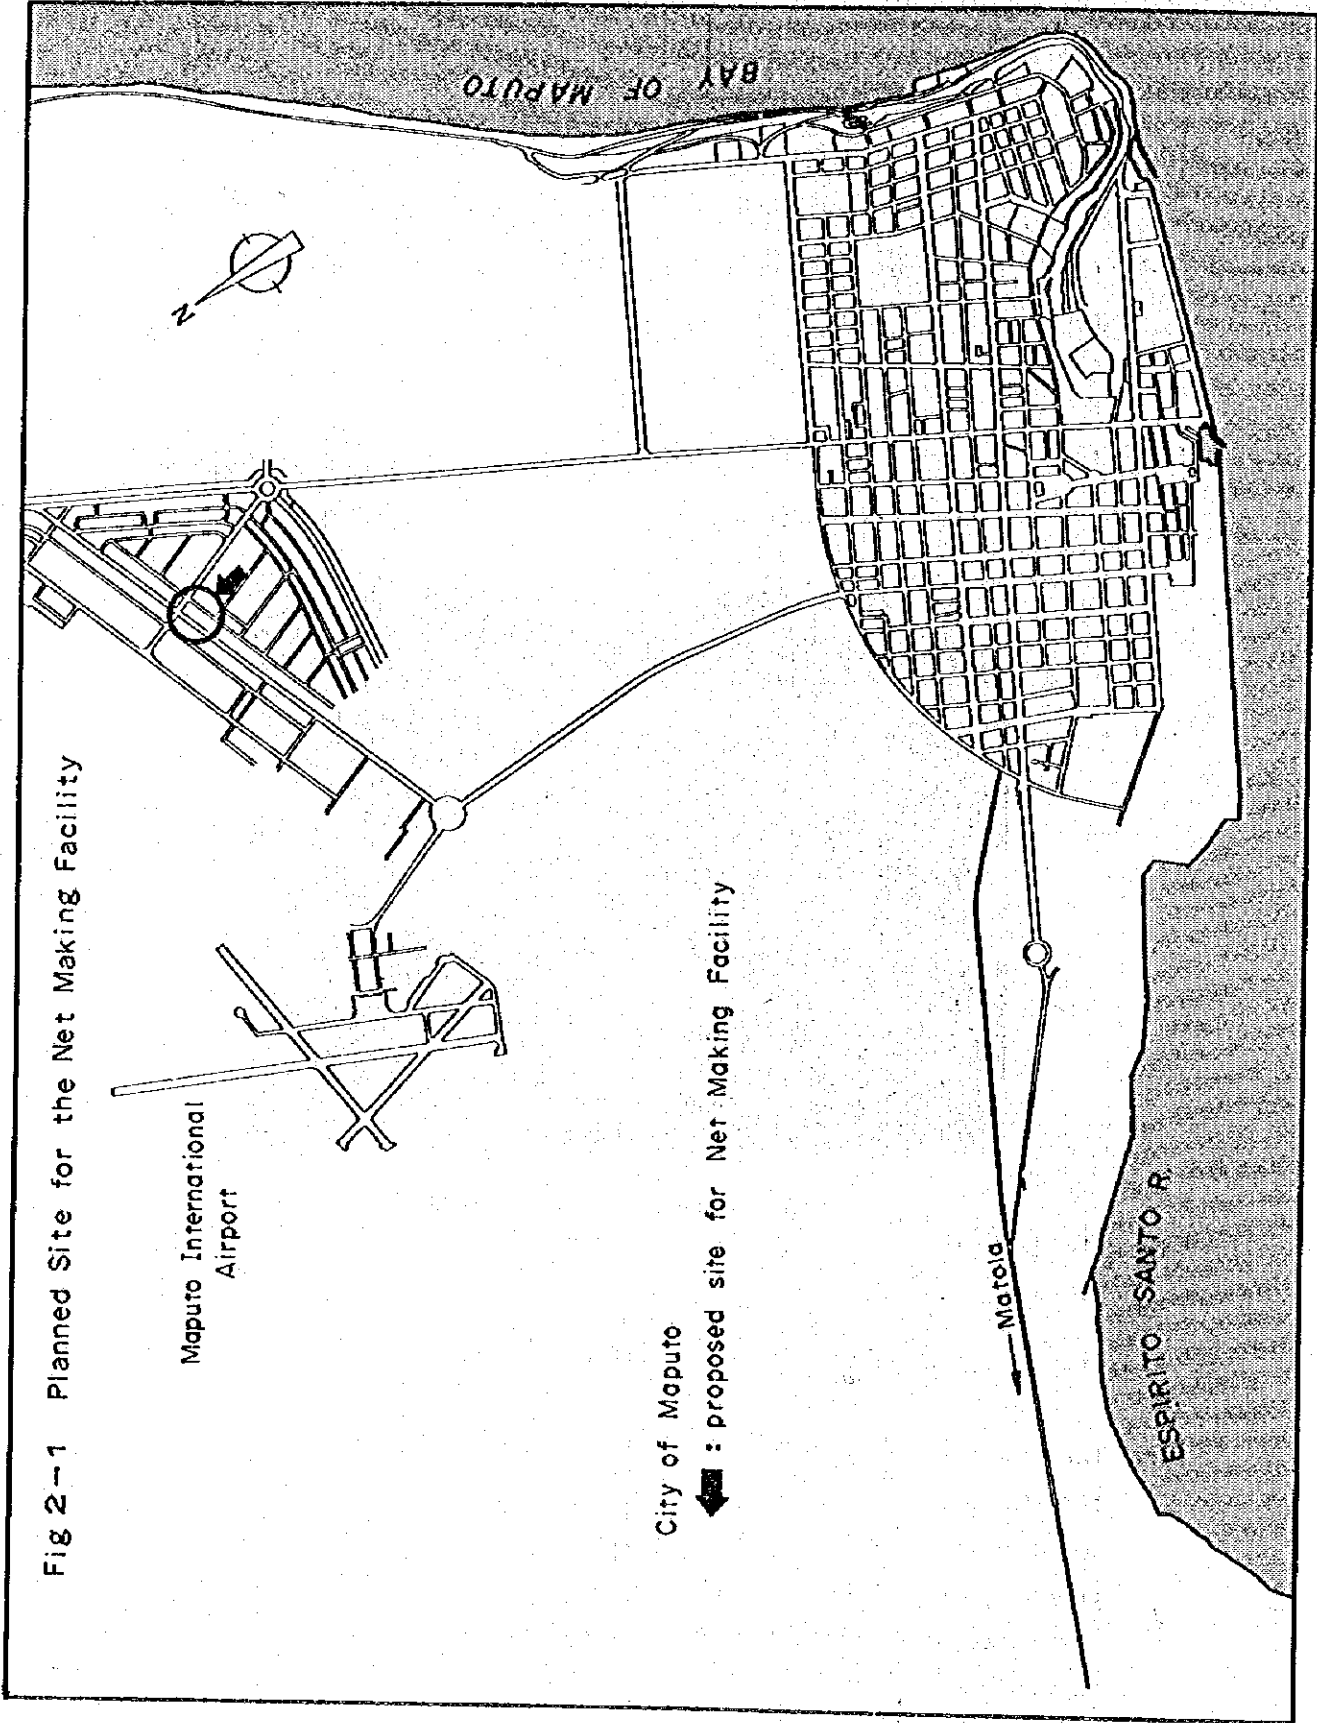 Fig 2-1 Planned Site for the Net Making Facility
BAY OF MAPUTO
N
Maputo International
Airport
City of Maputo
: proposed site for Net Making Facility
Matola
ESPIRITO SANTO R.